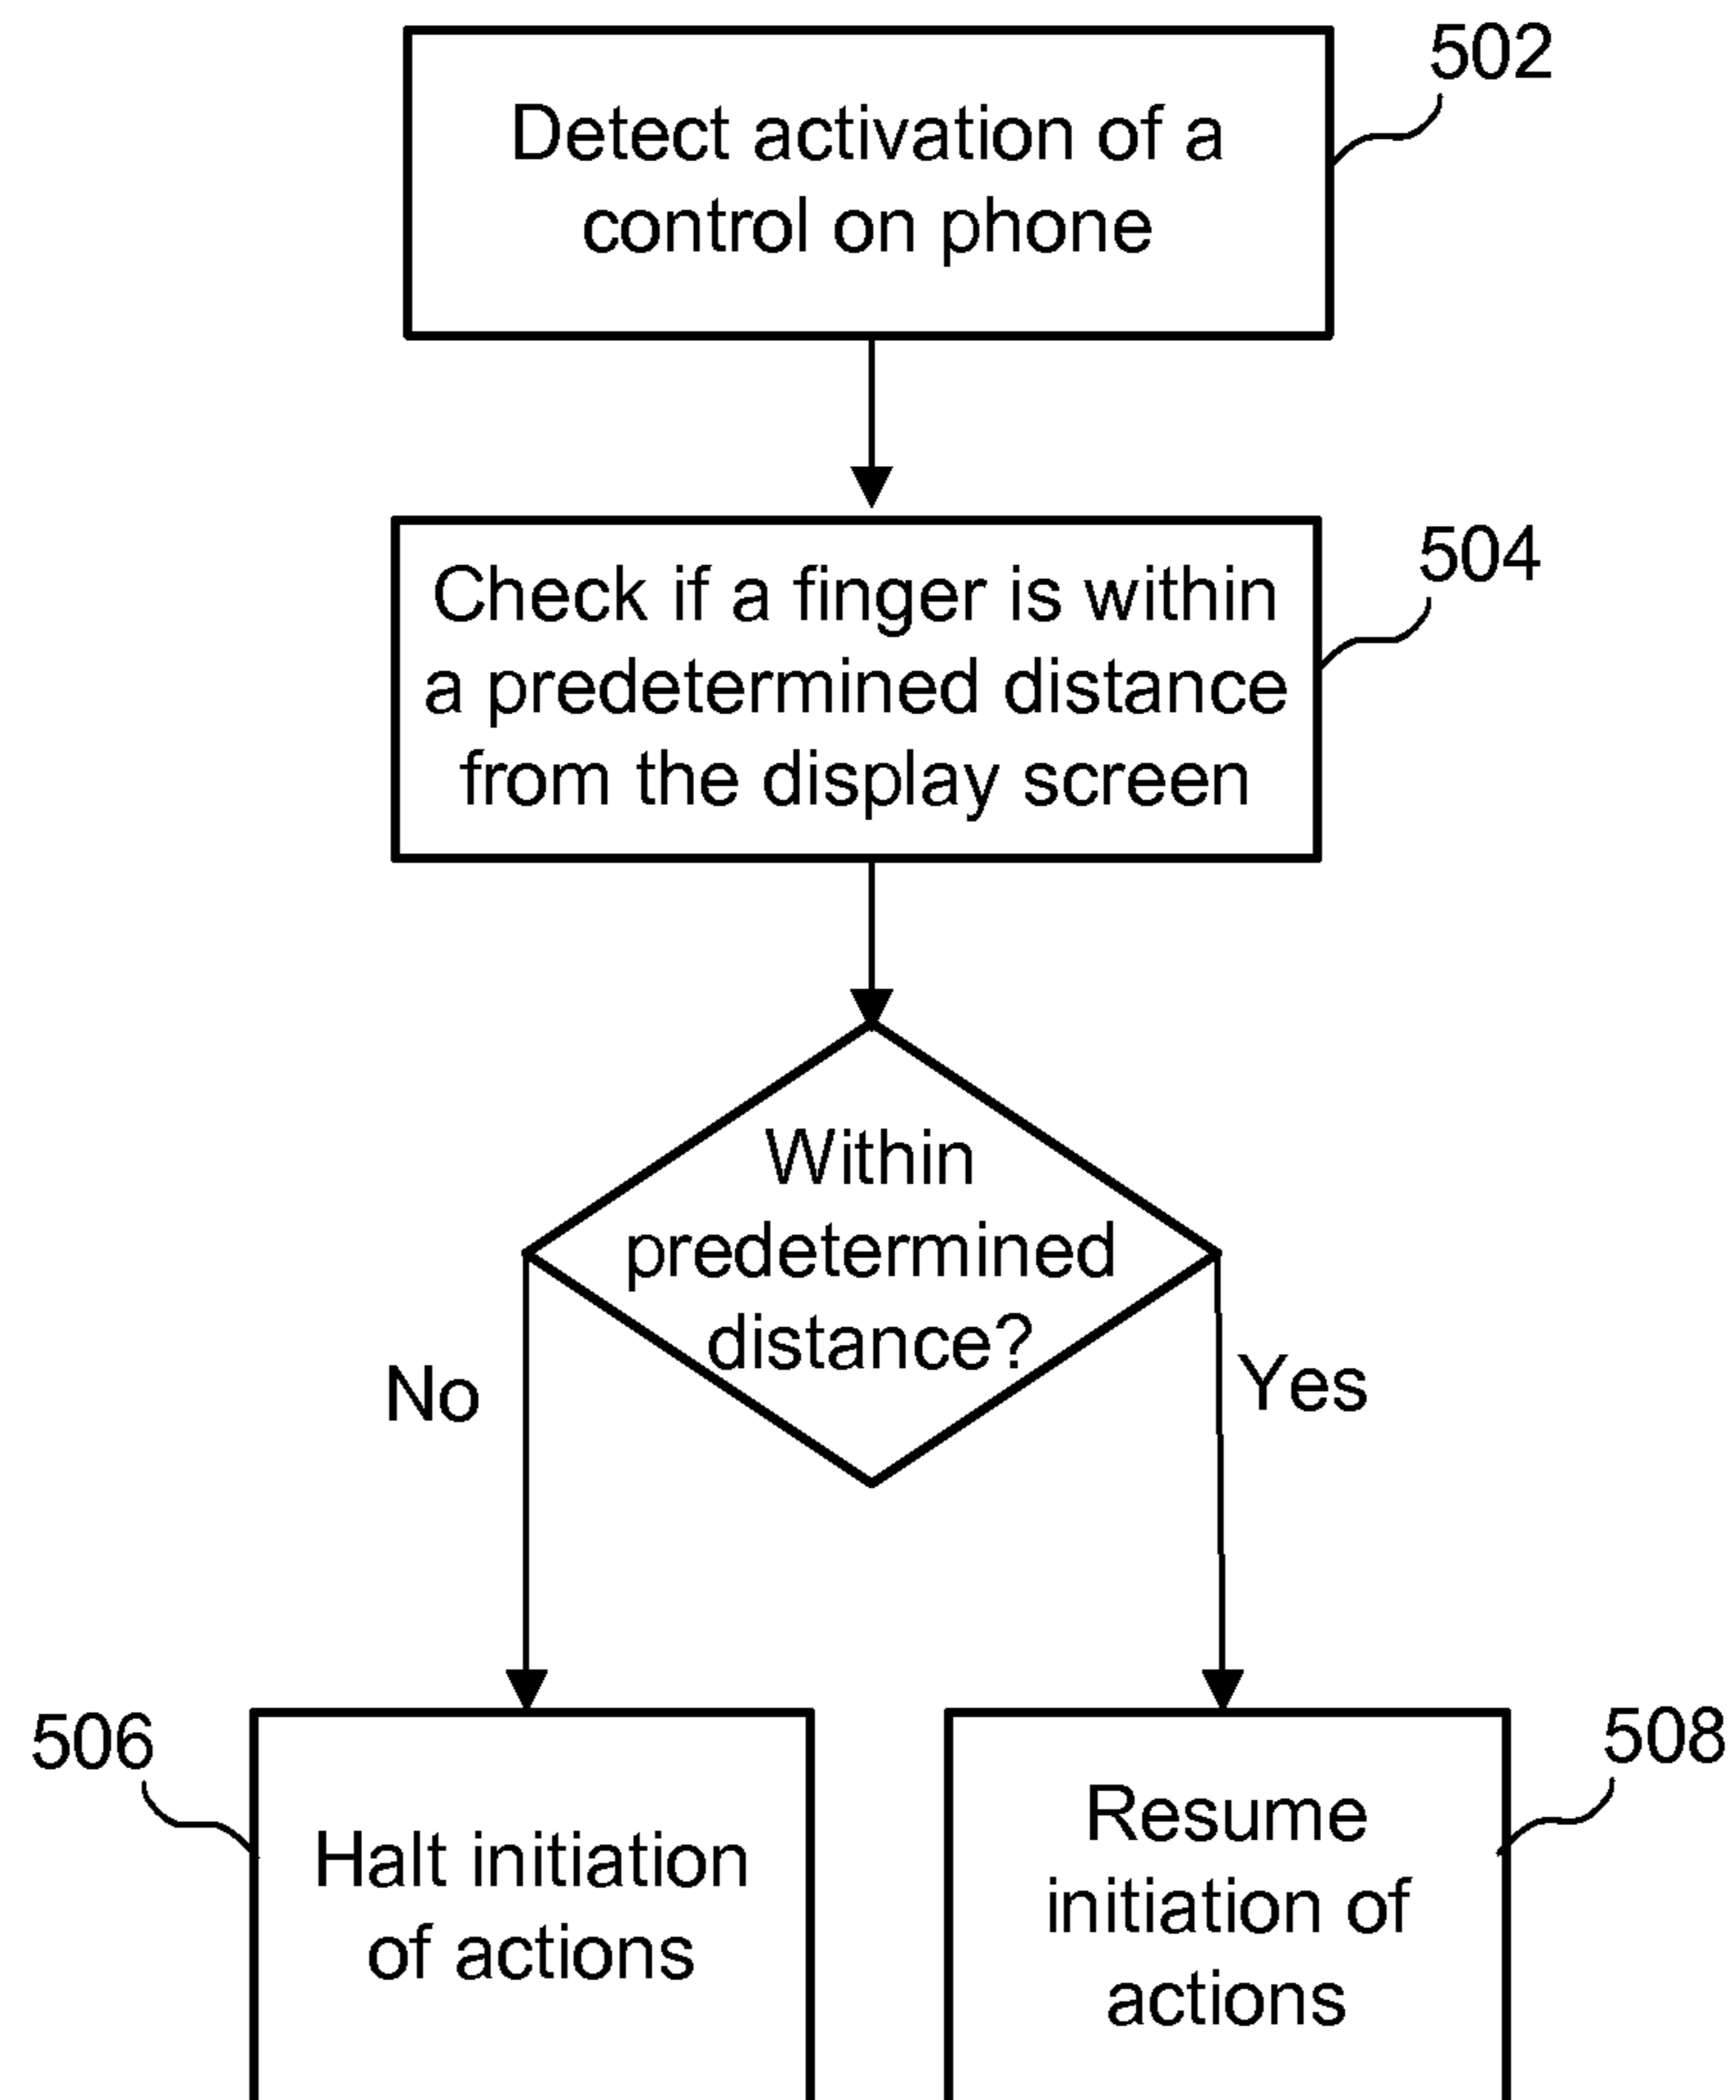 502
Detect activation of a
control on phone
504
Check if a finger is within
a predetermined distance
from the display screen
Within
predetermined
distance?
No
Yes
506
Halt initiation
of actions
508
Resume
initiation of
actions